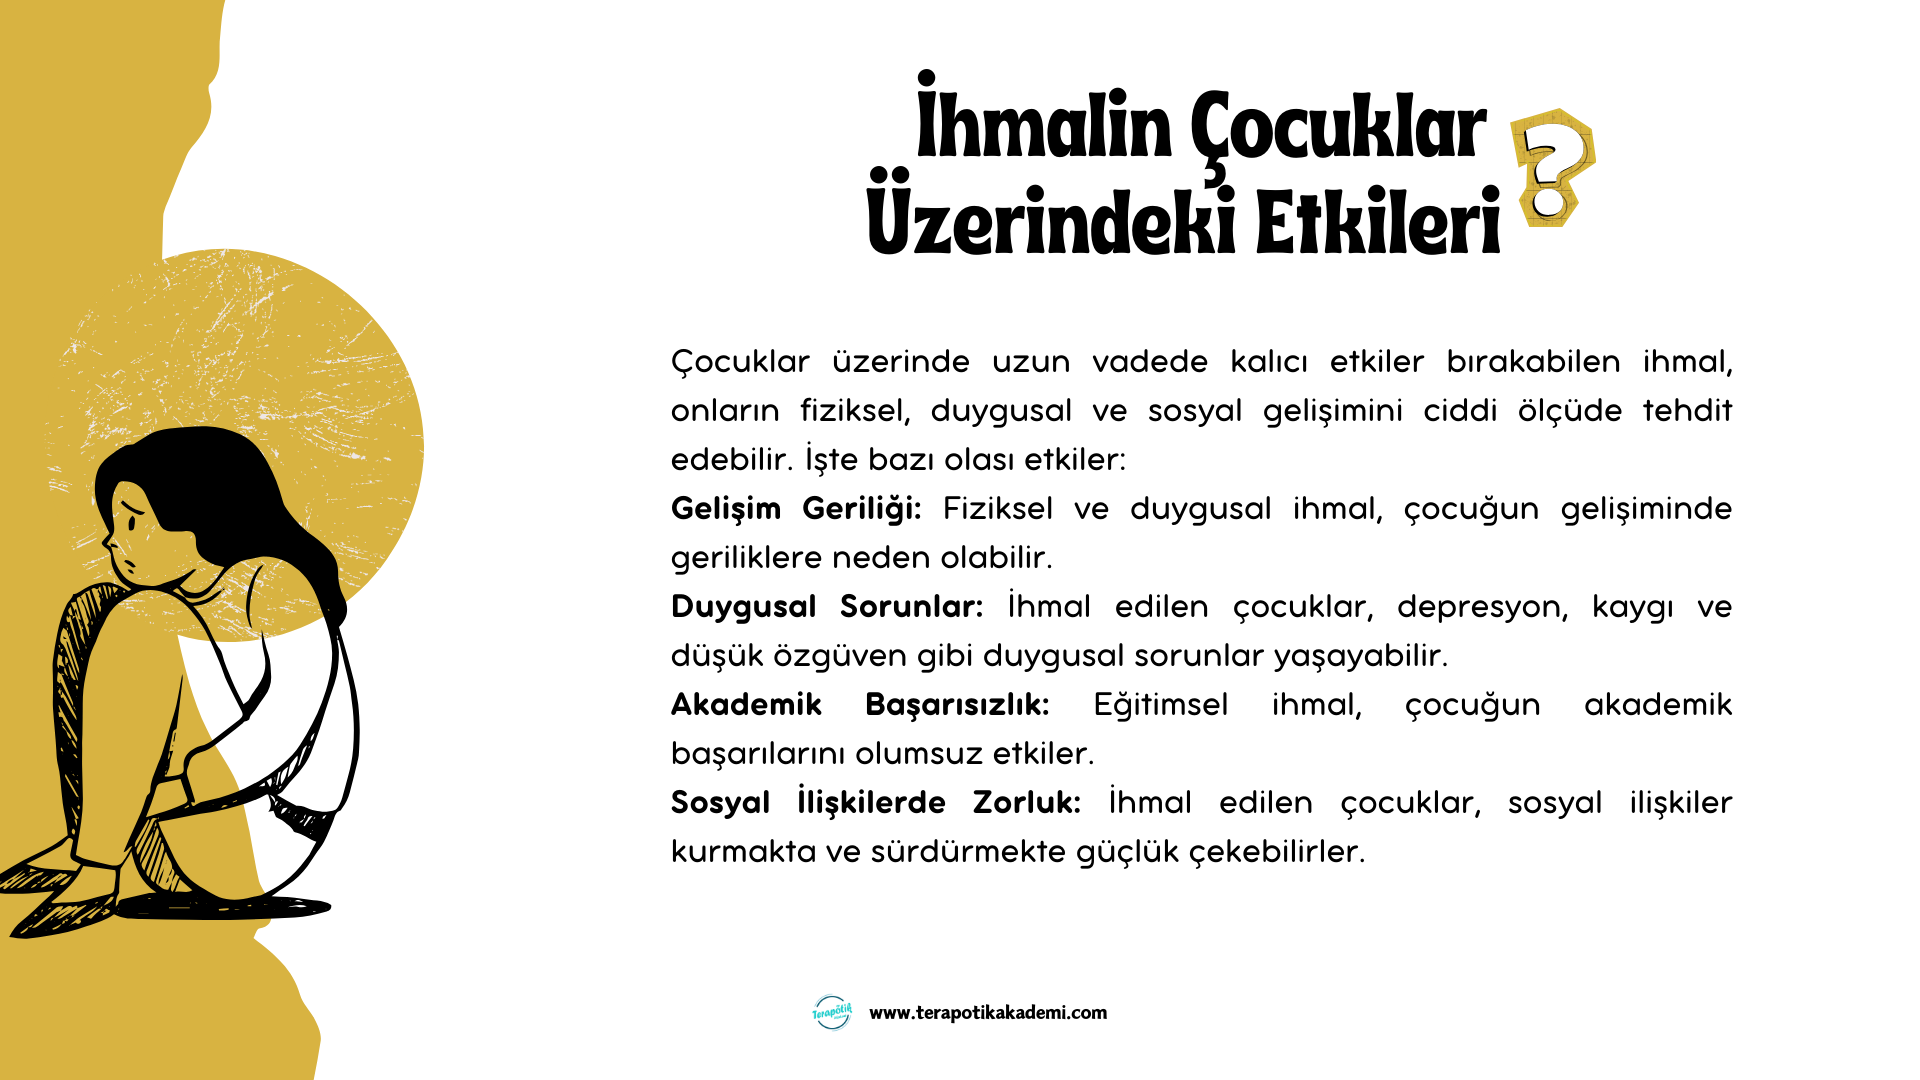 İhmalin Çocuklar
Üzerindeki Etkileri ?
Çocuklar üzerinde uzun vadede kalıcı etkiler bırakabilen ihmal,
onların fiziksel, duygusal ve sosyal gelişimini ciddi ölçüde tehdit
edebilir. İşte bazı olası etkiler:
Gelişim Geriliği: Fiziksel ve duygusal ihmal, çocuğun gelişiminde
geriliklere neden olabilir.
Duygusal Sorunlar: İhmal edilen çocuklar, depresyon, kaygı ve
düşük özgüven gibi duygusal sorunlar yaşayabilir.
Akademik Başarısızlık: Eğitimsel ihmal, çocuğun akademik
başarılarını olumsuz etkiler.
Sosyal İlişkilerde Zorluk: İhmal edilen çocuklar, sosyal ilişkiler
kurmakta ve sürdürmekte güçlük çekebilirler.
Terapötik
www.terapotikakademi.com